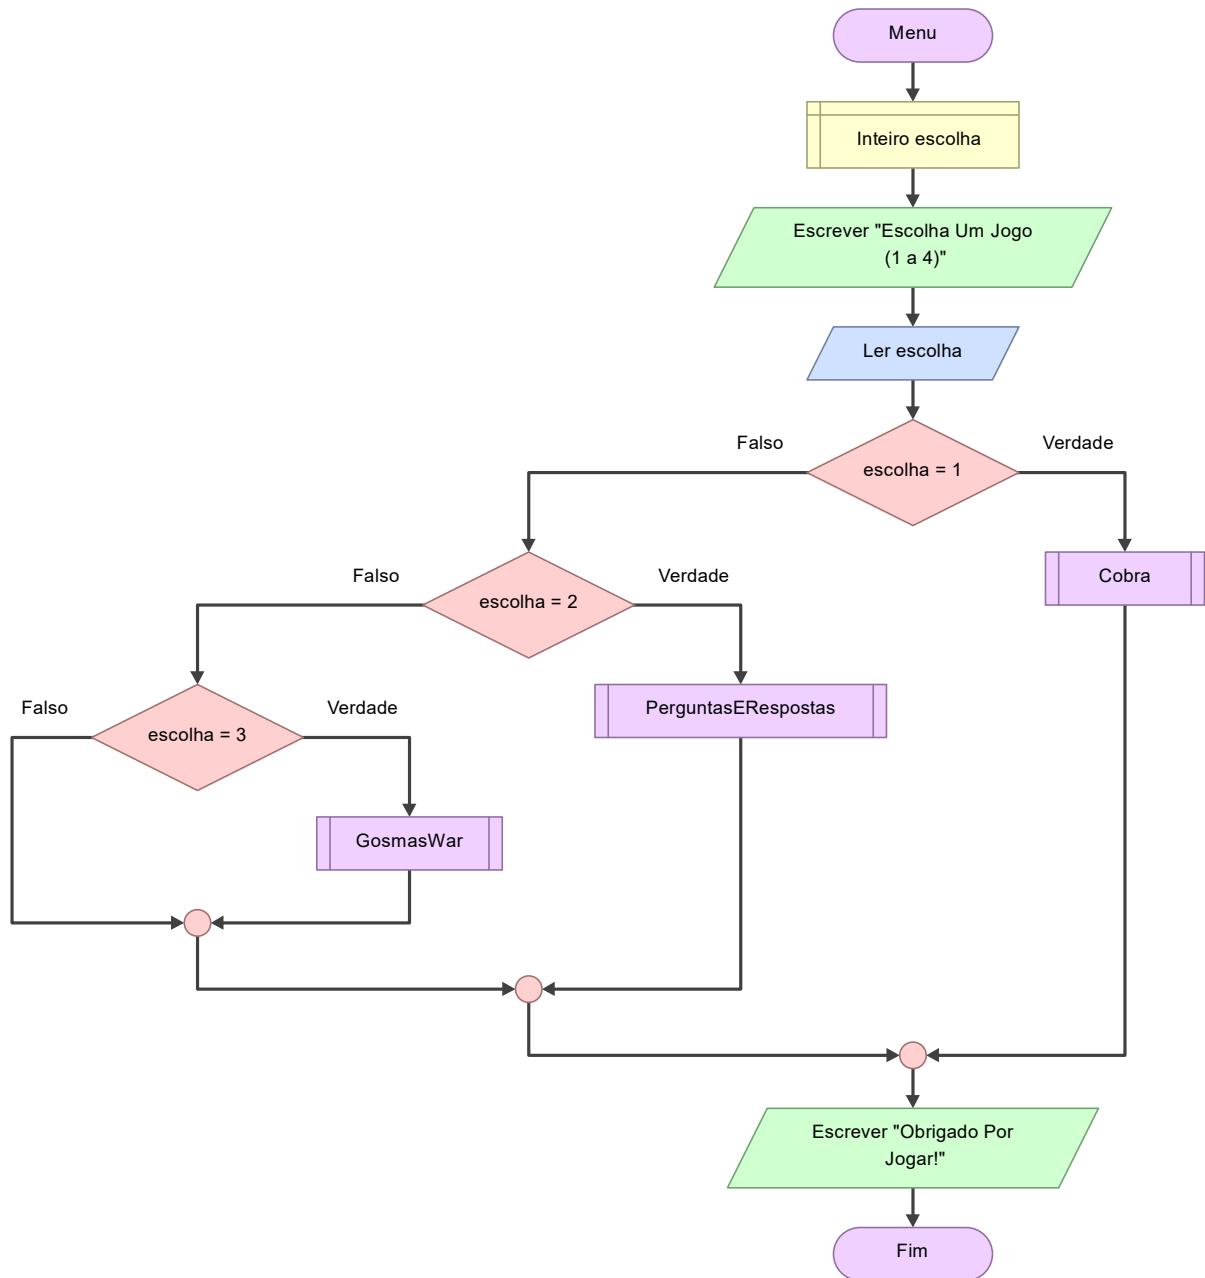 Menu
Inteiro escolha
Escrever "Escolha Um Jogo
(1 a 4)"
Ler escolha
Falso
Verdade
escolha = 1
Falso
Verdade
escolha = 2
Cobra
Falso
Verdade
escolha = 3
PerguntasERespostas
GosmasWar
Escrever "Obrigado Por
Jogar!"
Fim